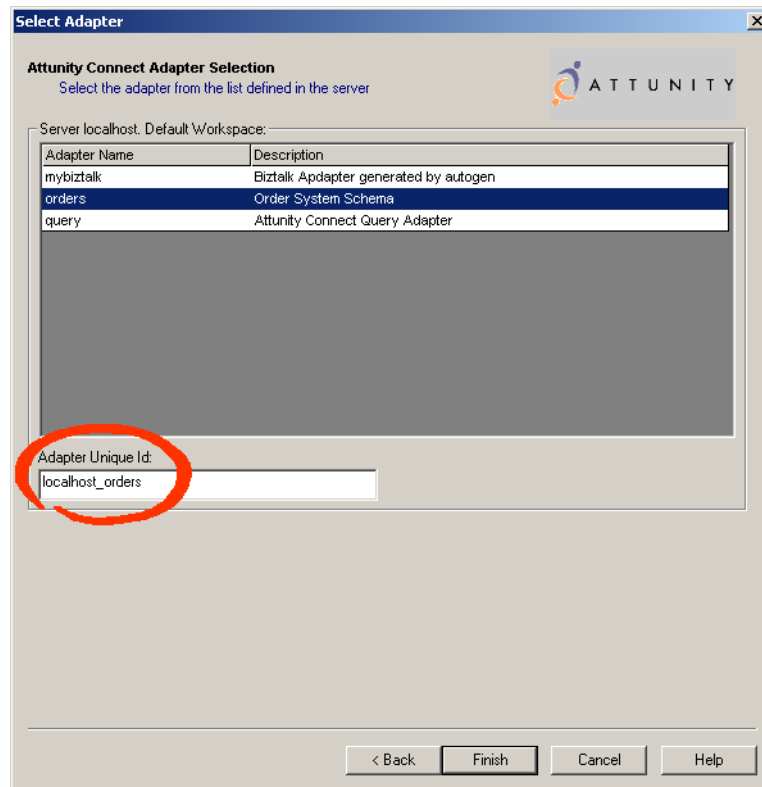 Select Adapter
Attunity Connect Adapter Selection
Select the adapter from the list defined in the server
ATTUNITY
Server localhost. Default Workspace:
Adapter Name Description
mybiztalk Biztalk Apdapter generated by autogen
orders Order System Schema
query Attunity Connect Query Adapter
Adapter Unique Id:
localhost_orders
< Back Finish Cancel Help